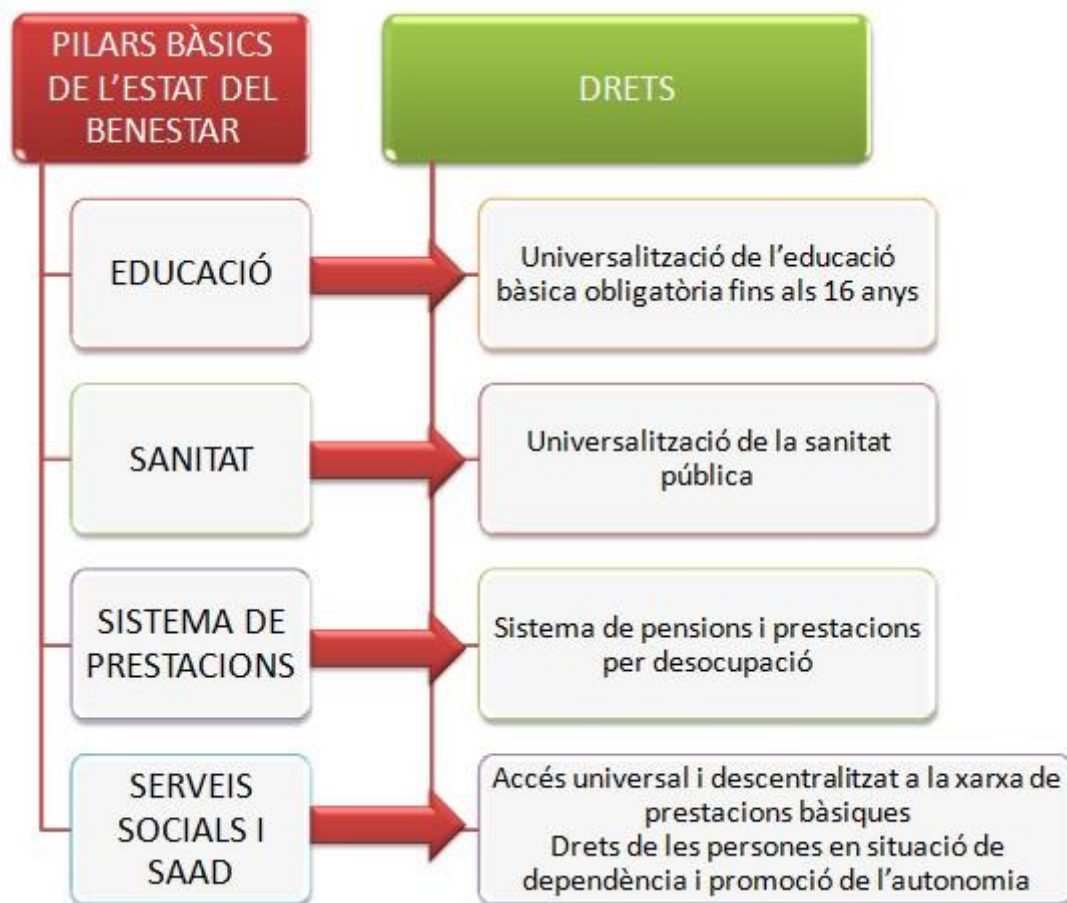 PILARS BÀSICS
DE L’ESTAT DEL
BENESTAR
DRETS
EDUCACIÓ
Universalització de l’educació
bàsica obligatòria fins als 16 anys
SANITAT
Universalització de la sanitat
pública
SISTEMA DE
PRESTACIONS
Sistema de pensions i prestacions
per desocupació
SERVEIS
SOCIALS I
SAAD
Accés universal i descentralitzat a la xarxa de
prestacions bàsiques
Drets de les persones en situació de
dependència i promoció de l’autonomia